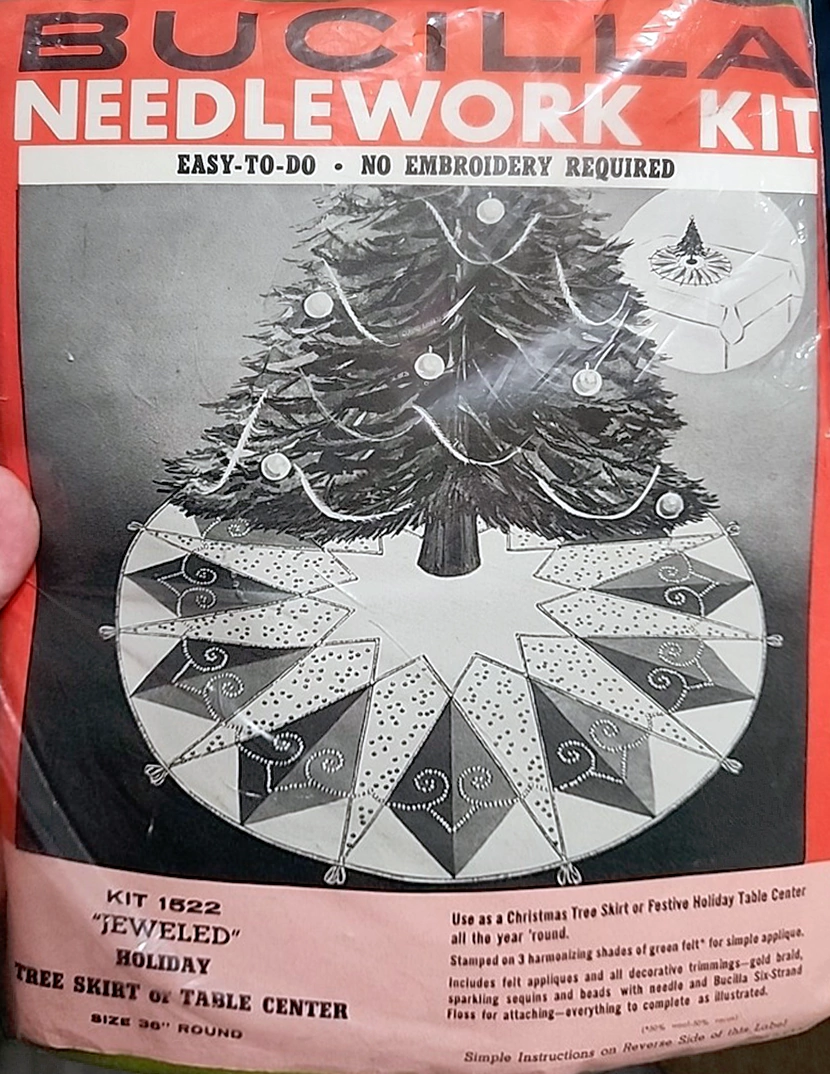 BUCILLA
NEEDLEWORK KIT
EASY-TO-DO • NO EMBROIDERY REQUIRED
KIT 1522
"JEWELED"
HOLIDAY
TREE SKIRT or TABLE CENTER
SIZE 36" ROUND
Use as a Christmas Tree Skirt or Festive Holiday Table Center
all the year 'round.
Stamped on 3 harmonizing shades of green felt* for simple applique.
Includes felt appliques and all decorative trimmings—gold braid,
sparkling sequins and beads with needle and Bucilla Six-Strand
Floss for attaching—everything to complete as illustrated.
(*50% wool-50% rayon)
Simple Instructions on Reverse Side of this Label